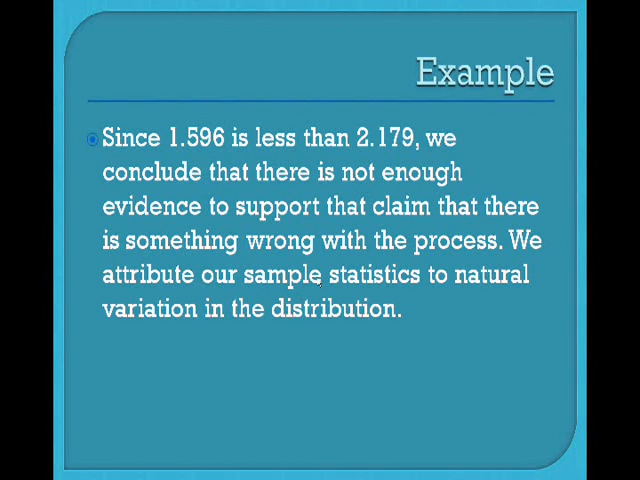 Example
Since 1.596 is less than 2.179, we
conclude that there is not enough
evidence to support that claim that there
is something wrong with the process. We
attribute our sample statistics to natural
variation in the distribution.